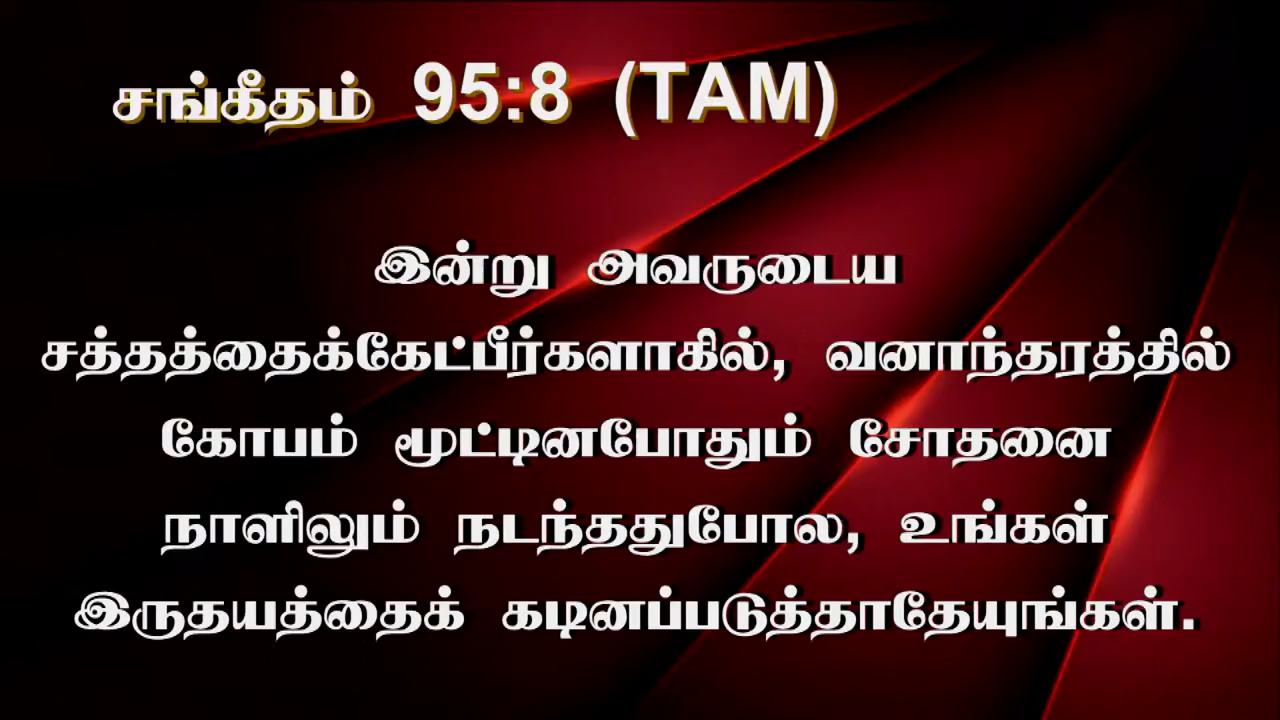 சங்கீதம் 95:8 (TAM)
இன்று அவருடைய
சத்தத்தைக்கேட்பீர்களாகில், வனாந்தரத்தில்
கோபம் மூட்டினபோதும் சோதனை
நாளிலும் நடந்ததுபோல, உங்கள்
இருதயத்தைக் கடினப்படுத்தாதேயுங்கள்.